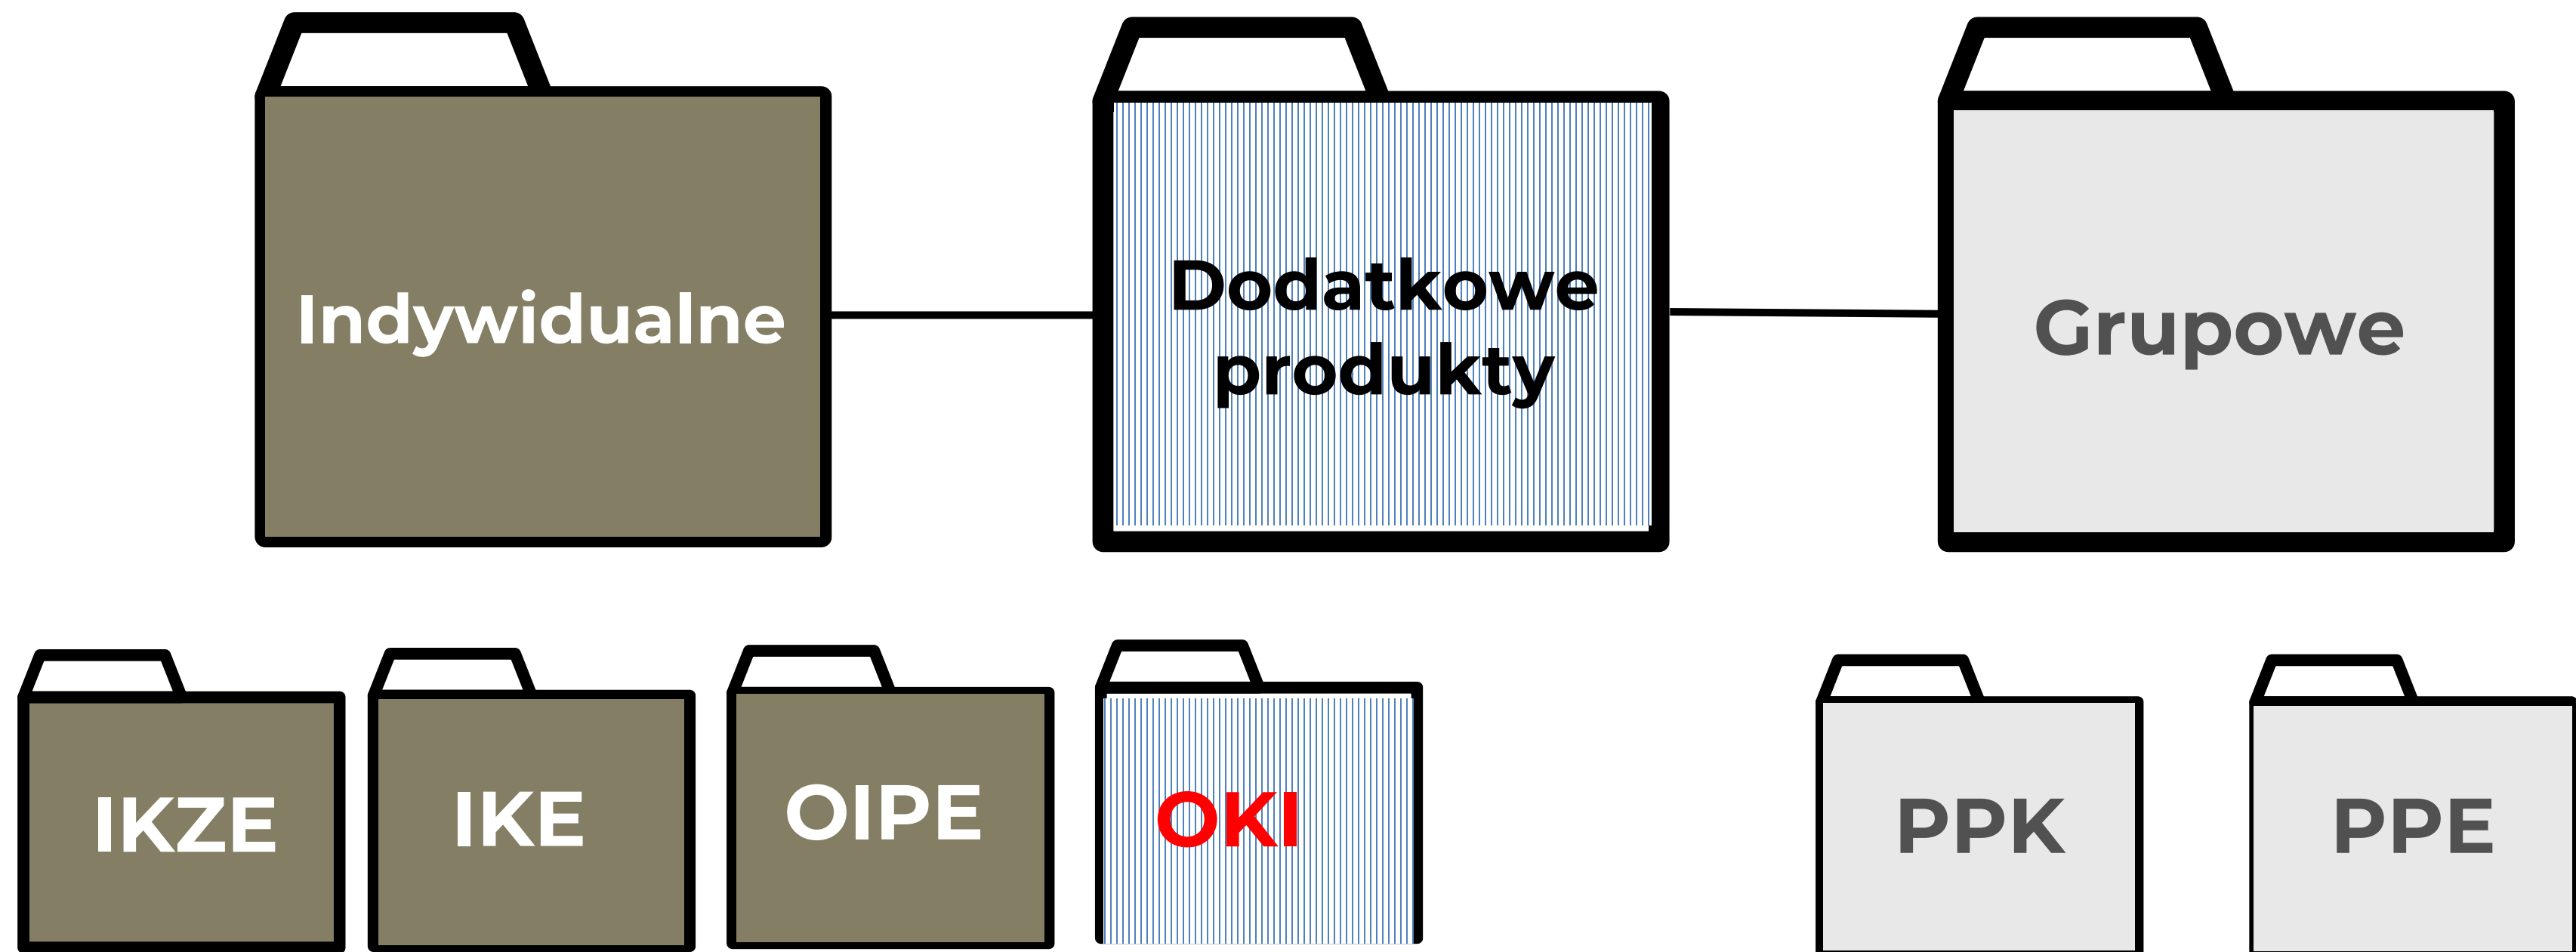 Indywidualne
Dodatkowe
produkty
Grupowe
IKZE
IKE
OIPE
OKI
PPK
PPE